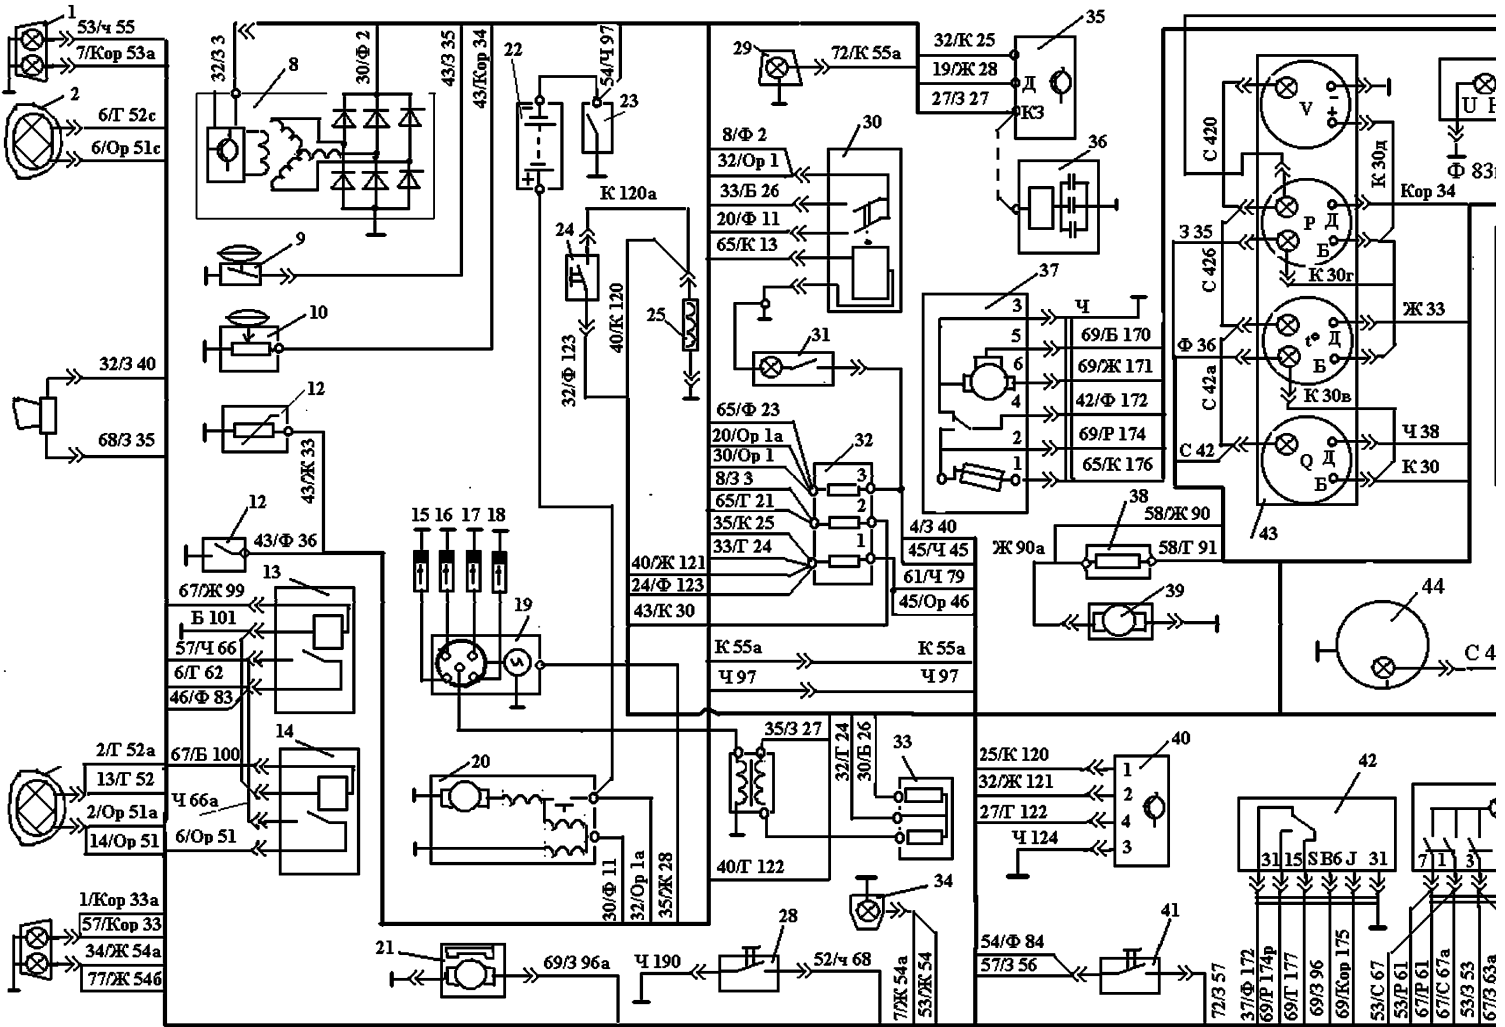 1
53/ч 55
7/Кор 53а
2
6/Г 52с
6/Ор 51с
32/З 3
8
30/Ф 2
43/З 35
43/Кор 34
22
54/Ч 97
23
29
72/К 55а
32/К 25
19/Ж 28
27/З 27
35
Д
КЗ
8/Ф 2
32/Ор 1
33/Б 26
20/Ф 11
65/К 13
30
36
К 120а
24
9
10
25
40/К 120
32/Ф 123
31
37
3
5
6
4
2
1
Ч
69/Б 170
69/Ж 171
42/Ф 172
69/Р 174
65/К 176
С 420
V
-
+
К 30д
U
Ф 83
Кор 34
Р
Д
Б
З 35
С 426
К 30г
Ж 33
t°
Д
Б
Ф 36
С 42а
К 30в
С 42
Q
Д
Б
Ч 38
К 30
43
32/З 40
68/З 35
12
43/Ж 33
12
43/Ф 36
65/Ф 23
20/Ор 1а
30/Ор 1
8/З 3
65/Г 21
35/К 25
33/Г 24
32
3
2
1
40/Ж 121
24/Ф 123
43/К 30
4/З 40
45/Ч 45
61/Ч 79
45/Ор 46
38
58/Ж 90
Ж 90а
58/Г 91
39
44
С 4
15
16
17
18
19
67/Ж 99
13
Б 101
57/Ч 66
6/Г 62
46/Ф 83
К 55а
К 55а
Ч 97
Ч 97
14
2/Г 52а
67/Б 100
13/Г 52
2/Ор 51а
Ч 66а
14/Ор 51
6/Ор 51
20
30/Ф 11
32/Ор 1а
35/Ж 28
35/З 27
32/Г 24
30/Б 26
33
40/Г 122
25/К 120
32/Ж 121
27/Г 122
Ч 124
40
1
2
4
3
42
31
15
S
В6
J
31
7
1
3
1/Кор 33а
57/Кор 33
34/Ж 54а
77/Ж 54б
21
69/З 96а
Ч 190
28
52/ч 68
34
7/Ж 54а
53/Ж 54
54/Ф 84
57/З 56
41
72/З 57
37/Ф 172
69/Р 174р
69/Г 177
69/З 96
69/Кор 175
53/С 67
53/Р 61
67/Р 61
67/С 67а
53/З 53
67/З 63а